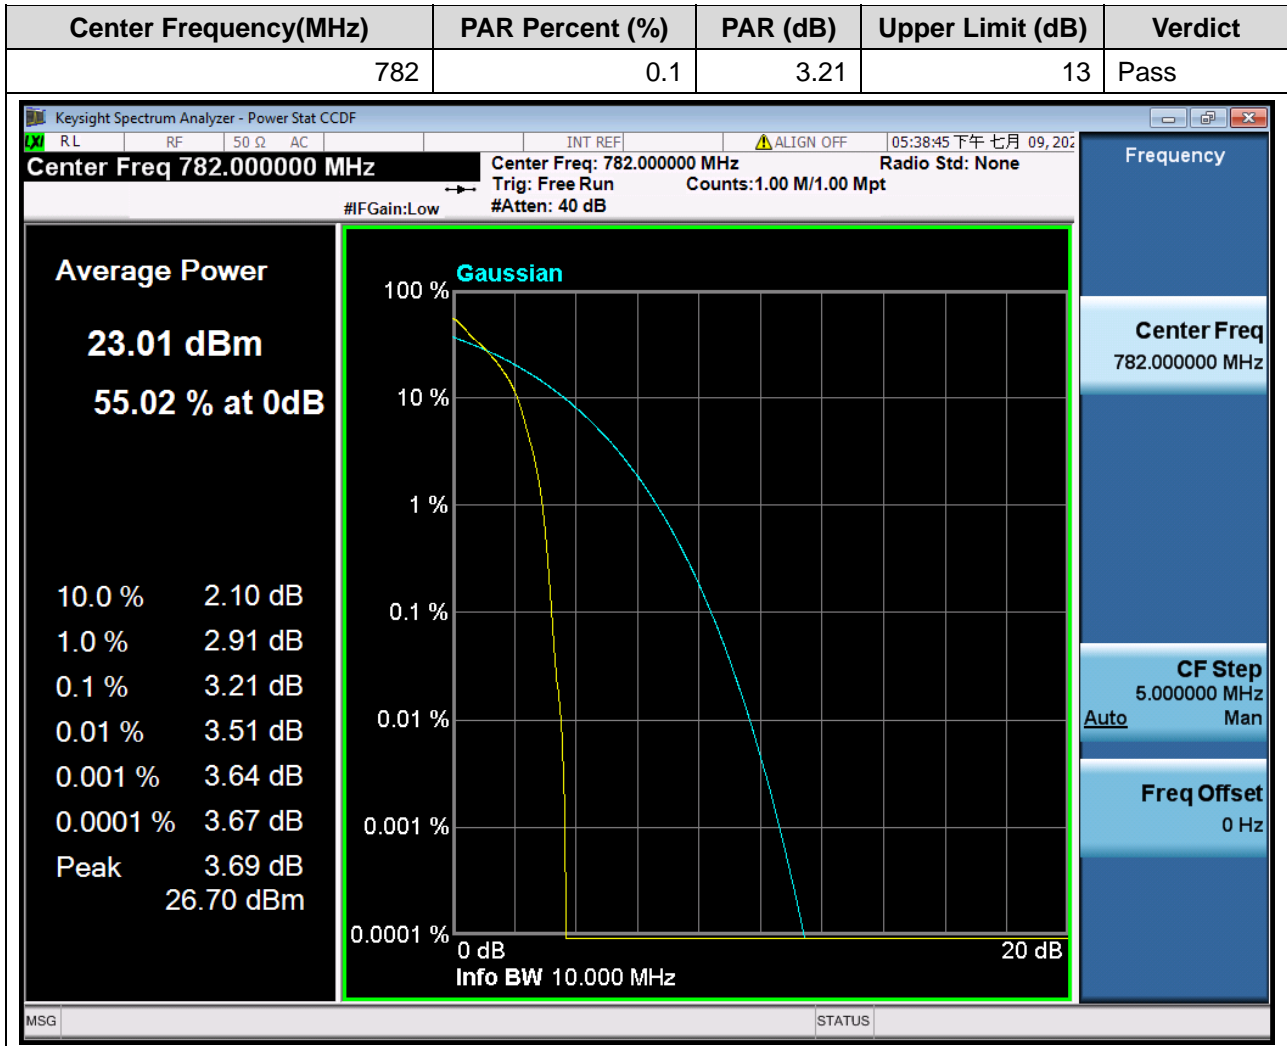 Center Frequency(MHz) PAR Percent (%) PAR (dB) Upper Limit (dB) Verdict
782 0.1 3.21 13 Pass
Keysight Spectrum Analyzer - Power Stat CCDF
LXI RL RF 50 Ω AC INT REF ALIGN OFF 05:38:45 下午 七月 09, 202
Center Freq 782.000000 MHz
Center Freq: 782.000000 MHz Radio Std: None
Trig: Free Run Counts:1.00 M/1.00 Mpt
#IFGain:Low #Atten: 40 dB
Average Power
23.01 dBm
55.02 % at 0dB
10.0 % 2.10 dB
1.0 % 2.91 dB
0.1 % 3.21 dB
0.01 % 3.51 dB
0.001 % 3.64 dB
0.0001 % 3.67 dB
Peak 3.69 dB
26.70 dBm
Gaussian
100 %
10 %
1 %
0.1 %
0.01 %
0.001 %
0.0001 %
0 dB 20 dB
Info BW 10.000 MHz
Frequency
Center Freq
782.000000 MHz
CF Step
5.000000 MHz
Auto Man
Freq Offset
0 Hz
MSG STATUS